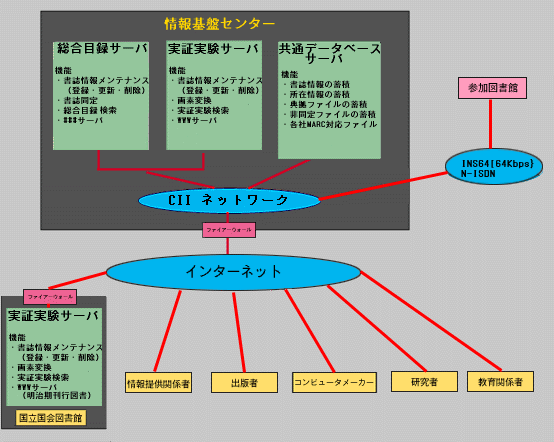 情報基盤センター
総合目録サーバ
機能
・書誌情報メンテナンス
(登録・更新・削除)
・書誌同定
・総合目録検索
・###サーバ
実証実験サーバ
機能
・書誌情報メンテナンス
(登録・更新・削除)
・画素変換
・実証実験検索
・WWWサーバ
共通データベース
サーバ
機能
・書誌情報の蓄積
・所在情報の蓄積
・典拠ファイルの蓄積
・非同定ファイルの蓄積
・各社MARC対応ファイル
参加図書館
INS64[64Kbps}
N-ISDN
CII ネットワーク
ファイアーウォール
インターネット
ファイアーウォール
実証実験サーバ
機能
・書誌情報メンテナンス
(登録・更新・削除)
・画素変換
・実証実験検索
・WWWサーバ
(明治期刊行図書)
国立国会図書館
情報提供関係者
出版者
コンピュータメーカー
研究者
教育関係者